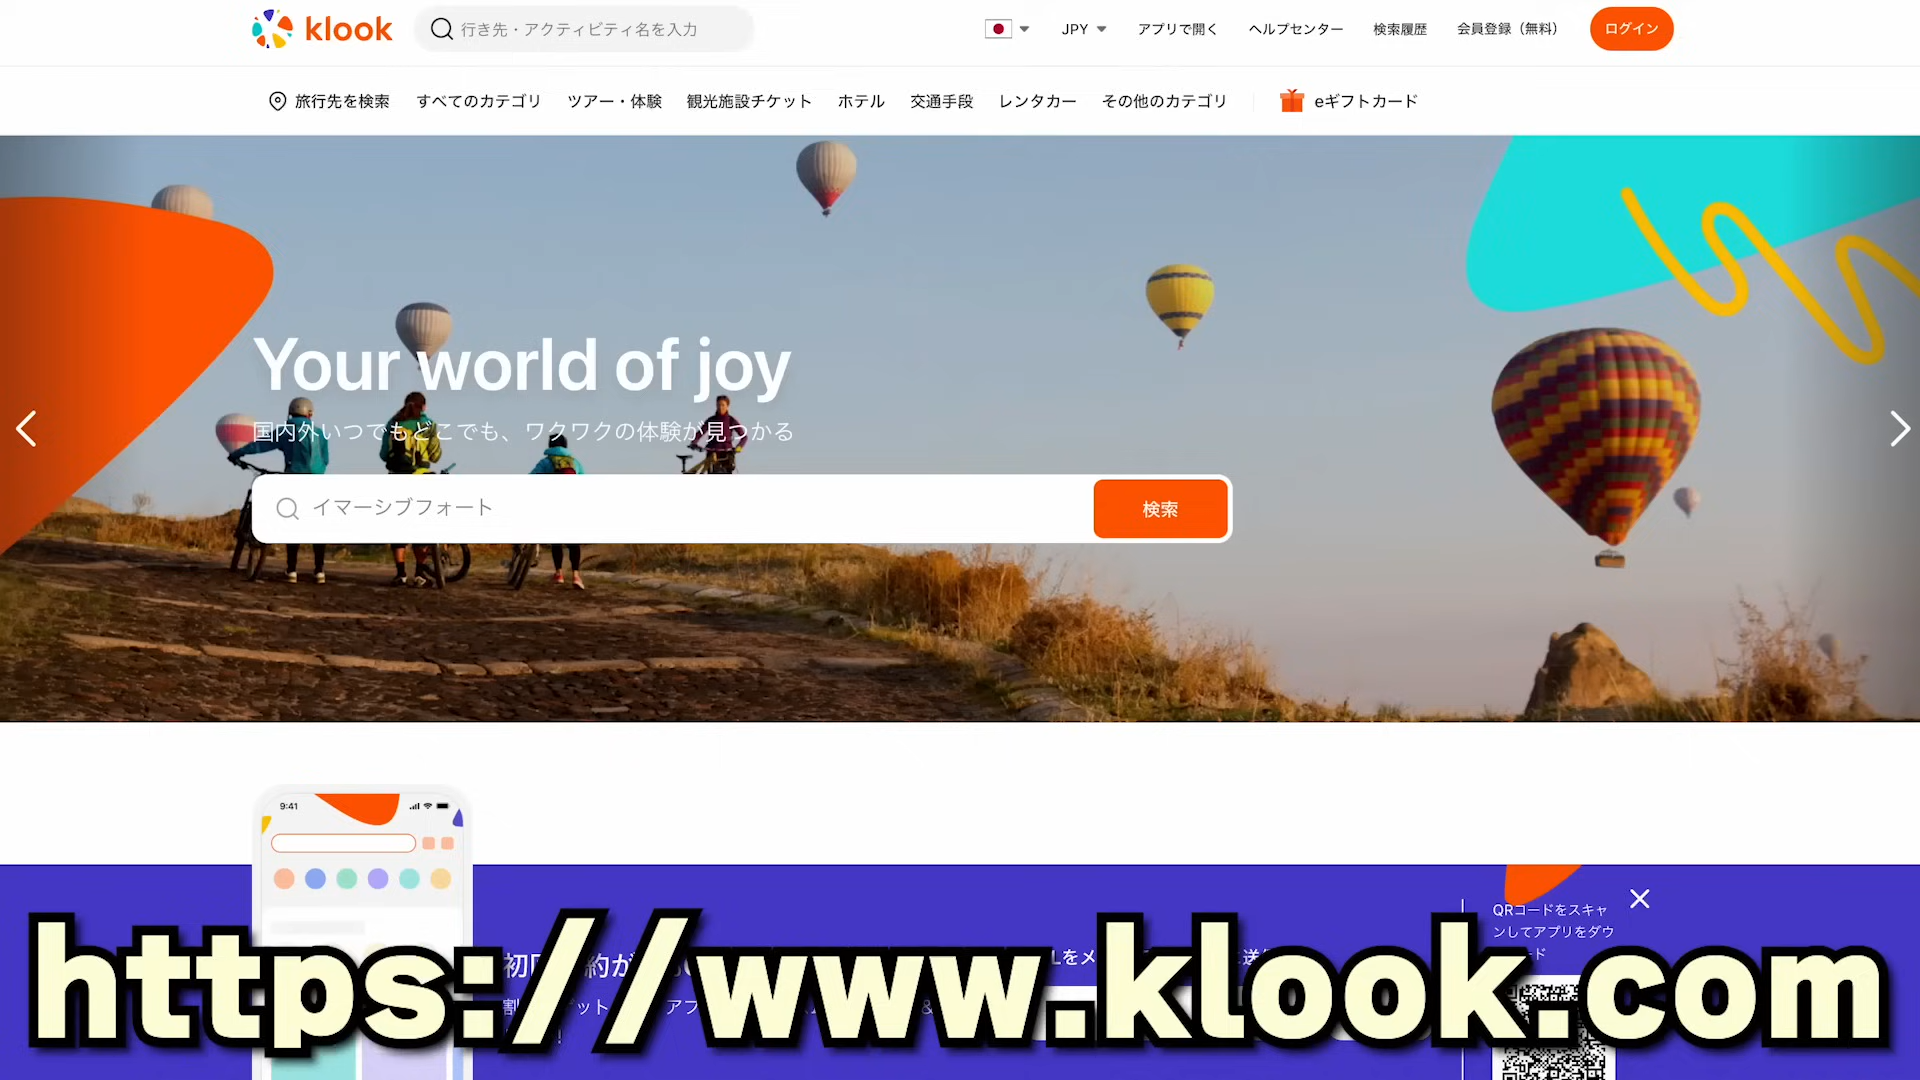 klook
行き先・アクティビティ名を入力
JPY
アプリで開く
ヘルプセンター
検索履歴
会員登録（無料）
ログイン
旅行先を検索
すべてのカテゴリ
ツアー・体験
観光施設チケット
ホテル
交通手段
レンタカー
その他のカテゴリ
eギフトカード
Your world of joy
国内外いつでもどこでも、ワクワクの体験が見つかる
イマーシブフォート
検索
9:41
QRコードをスキャ
ンしてアプリをダウ
https://www.klook.com